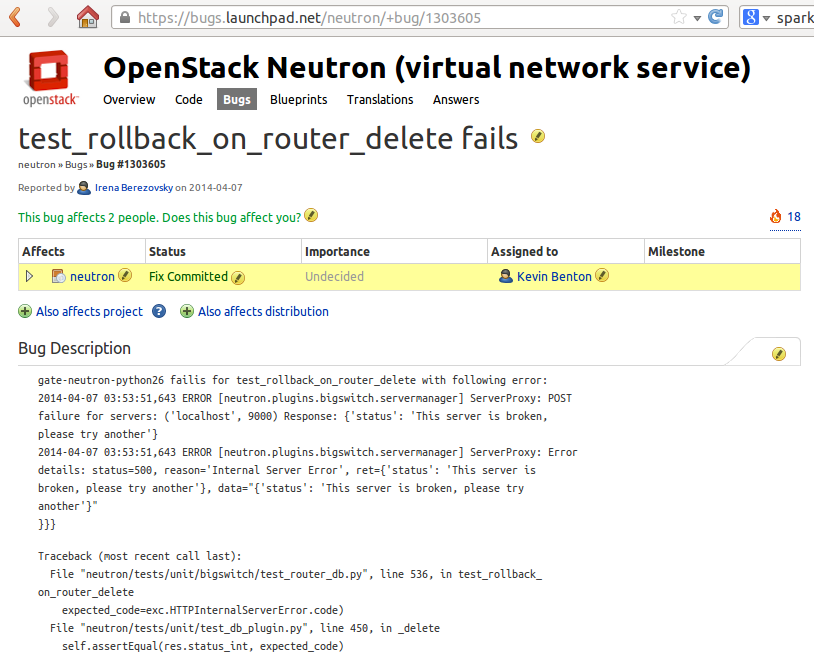 https://bugs.launchpad.net/neutron/+bug/1303605
8 spark
OpenStack Neutron (virtual network service)
openstack
Overview Code Bugs Blueprints Translations Answers
test_rollback_on_router_delete fails
neutron » Bugs » Bug #1303605
Reported by Irena Berezovsky on 2014-04-07
This bug affects 2 people. Does this bug affect you?
18
Affects Status Importance Assigned to Milestone
neutron Fix Committed Undecided Kevin Benton
Also affects project ? Also affects distribution
Bug Description
gate-neutron-python26 failis for test_rollback_on_router_delete with following error:
2014-04-07 03:53:51,643 ERROR [neutron.plugins.bigswitch.servermanager] ServerProxy: POST
failure for servers: ('localhost', 9000) Response: {'status': 'This server is broken,
please try another'}
2014-04-07 03:53:51,643 ERROR [neutron.plugins.bigswitch.servermanager] ServerProxy: Error
details: status=500, reason='Internal Server Error', ret={'status': 'This server is
broken, please try another'}, data="{'status': 'This server is broken, please try
another'}"
}}}
Traceback (most recent call last):
File "neutron/tests/unit/bigswitch/test_router_db.py", line 536, in test_rollback_
on_router_delete
expected_code=exc.HTTPInternalServerError.code)
File "neutron/tests/unit/test_db_plugin.py", line 450, in _delete
self.assertEqual(res.status_int, expected_code)